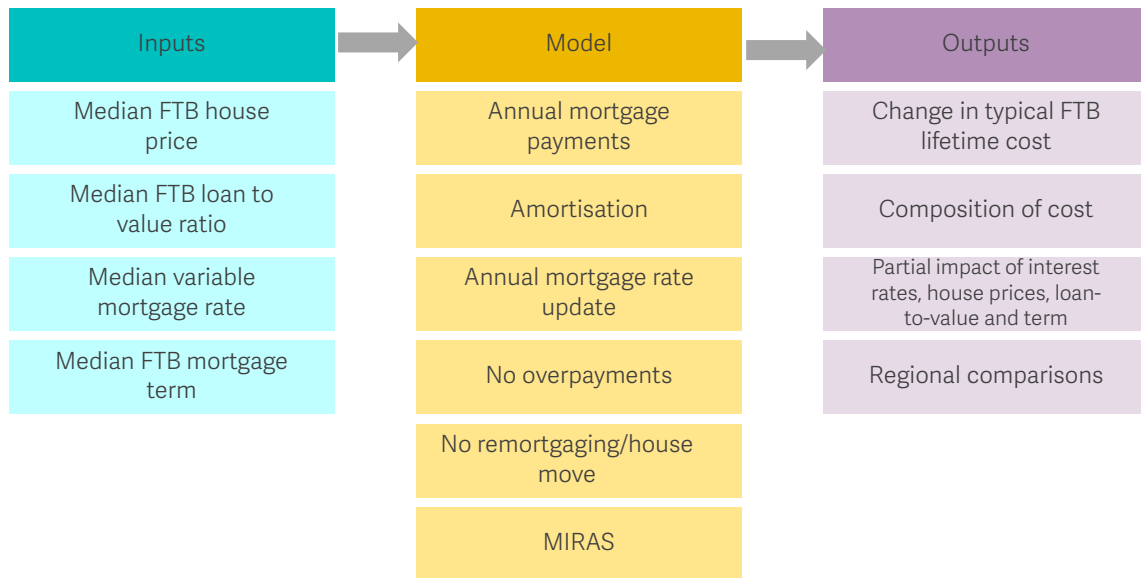 Inputs
Median FTB house
price
Median FTB loan to
value ratio
Median variable
mortgage rate
Median FTB mortgage
term
Model
Annual mortgage
payments
Amortisation
Annual mortgage rate
update
No overpayments
No remortgaging/house
move
MIRAS
Outputs
Change in typical FTB
lifetime cost
Composition of cost
Partial impact of interest
rates, house prices, loan-
to-value and term
Regional comparisons